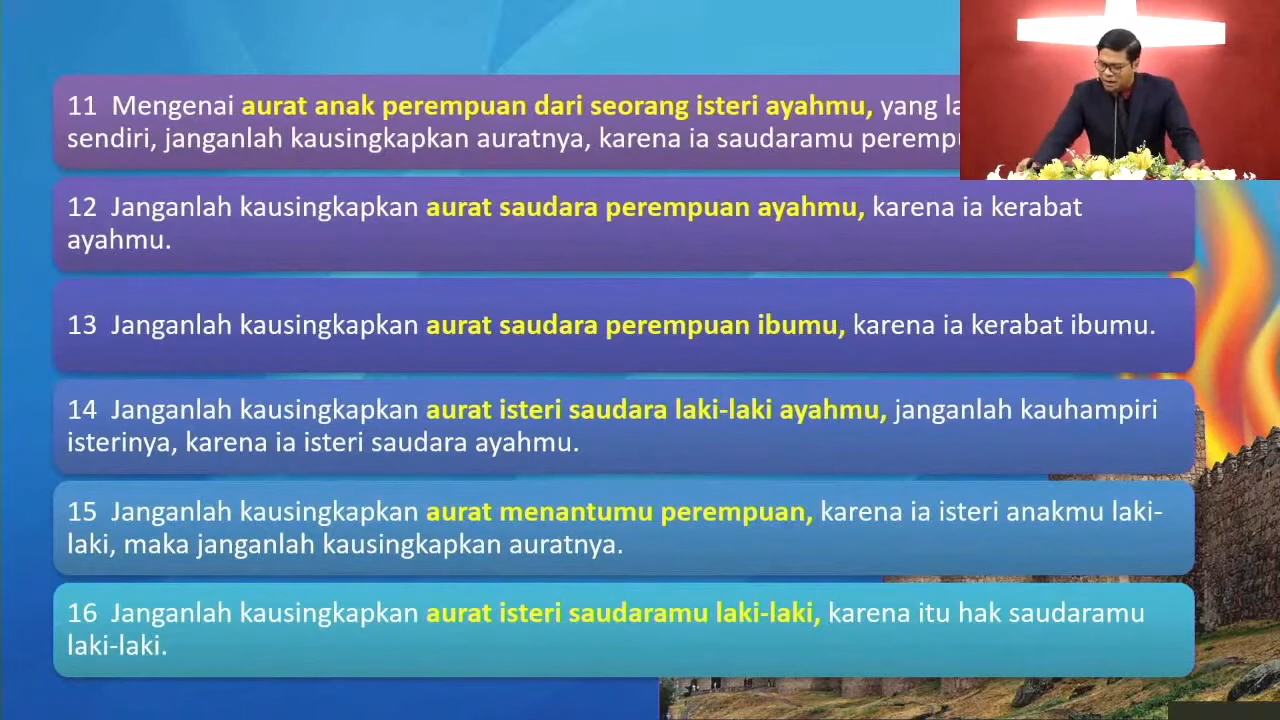 11 Mengenai aurat anak perempuan dari seorang isteri ayahmu, yang
sendiri, janganlah kausingkapkan auratnya, karena ia saudaramu
12 Janganlah kausingkapkan aurat saudara perempuan ayahmu, karena ia kerabat
ayahmu.
13 Janganlah kausingkapkan aurat saudara perempuan ibumu, karena ia kerabat ibumu.
14 Janganlah kausingkapkan aurat isteri saudara laki-laki ayahmu, janganlah kauhampiri
isterinya, karena ia isteri saudara ayahmu.
15 Janganlah kausingkapkan aurat menantumu perempuan, karena ia isteri anakmu laki-
laki, maka janganlah kausingkapkan auratnya.
16 Janganlah kausingkapkan aurat isteri saudaramu laki-laki, karena itu hak saudaramu
laki-laki.